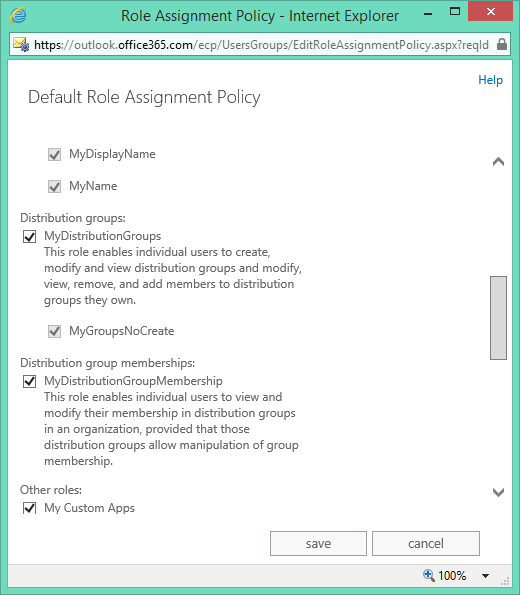 Role Assignment Policy - Internet Explorer
https://outlook.office365.com/ecp/UsersGroups/EditRoleAssignmentPolicy.aspx?reqId
Help
Default Role Assignment Policy
MyDisplayName
MyName
Distribution groups:
MyDistributionGroups
This role enables individual users to create,
modify and view distribution groups and modify,
view, remove, and add members to distribution
groups they own.
MyGroupsNoCreate
Distribution group memberships:
MyDistributionGroupMembership
This role enables individual users to view and
modify their membership in distribution groups
in an organization, provided that those
distribution groups allow manipulation of group
membership.
Other roles:
My Custom Apps
save
cancel
100%